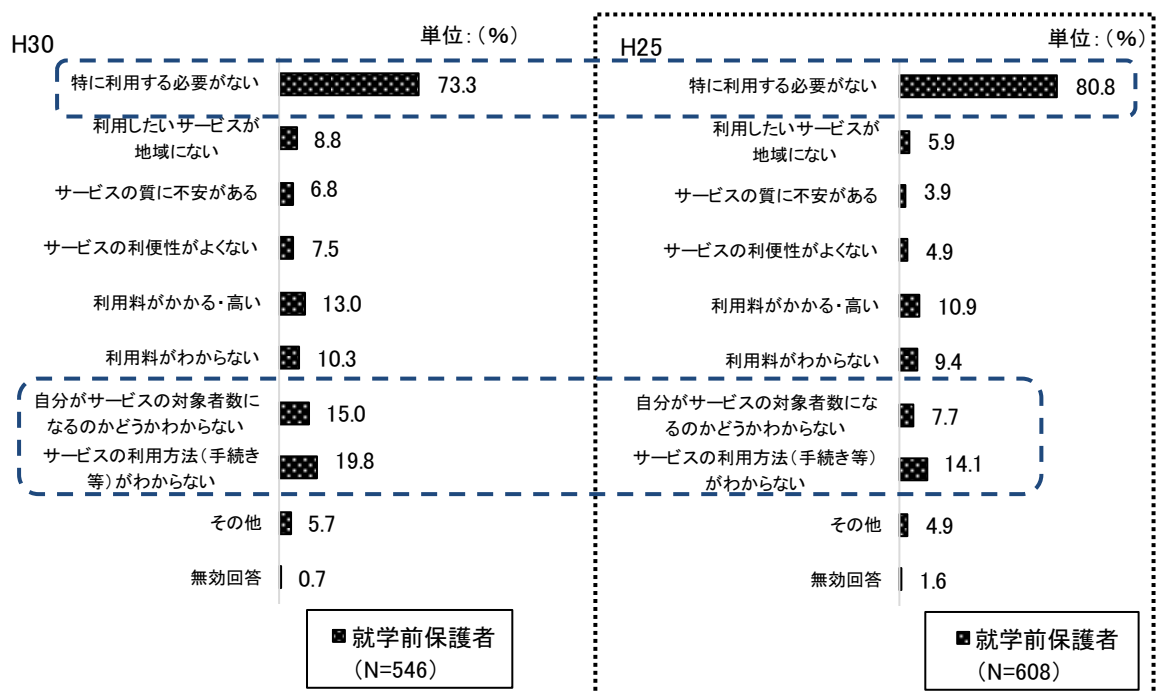 H30
単位:(%)
特に利用する必要がない
73.3
利用したいサービスが
地域にない
8.8
サービスの質に不安がある
6.8
サービスの利便性がよくない
7.5
利用料がかかる・高い
13.0
利用料がわからない
10.3
自分がサービスの対象者数に
なるのかどうかわからない
15.0
サービスの利用方法(手続き
等)がわからない
19.8
その他
5.7
無効回答
0.7
就学前保護者
(N=546)
H25
単位:(%)
特に利用する必要がない
80.8
利用したいサービスが
地域にない
5.9
サービスの質に不安がある
3.9
サービスの利便性がよくない
4.9
利用料がかかる・高い
10.9
利用料がわからない
9.4
自分がサービスの対象者数にな
るのかどうかわからない
7.7
サービスの利用方法(手続き等)
がわからない
14.1
その他
4.9
無効回答
1.6
就学前保護者
(N=608)